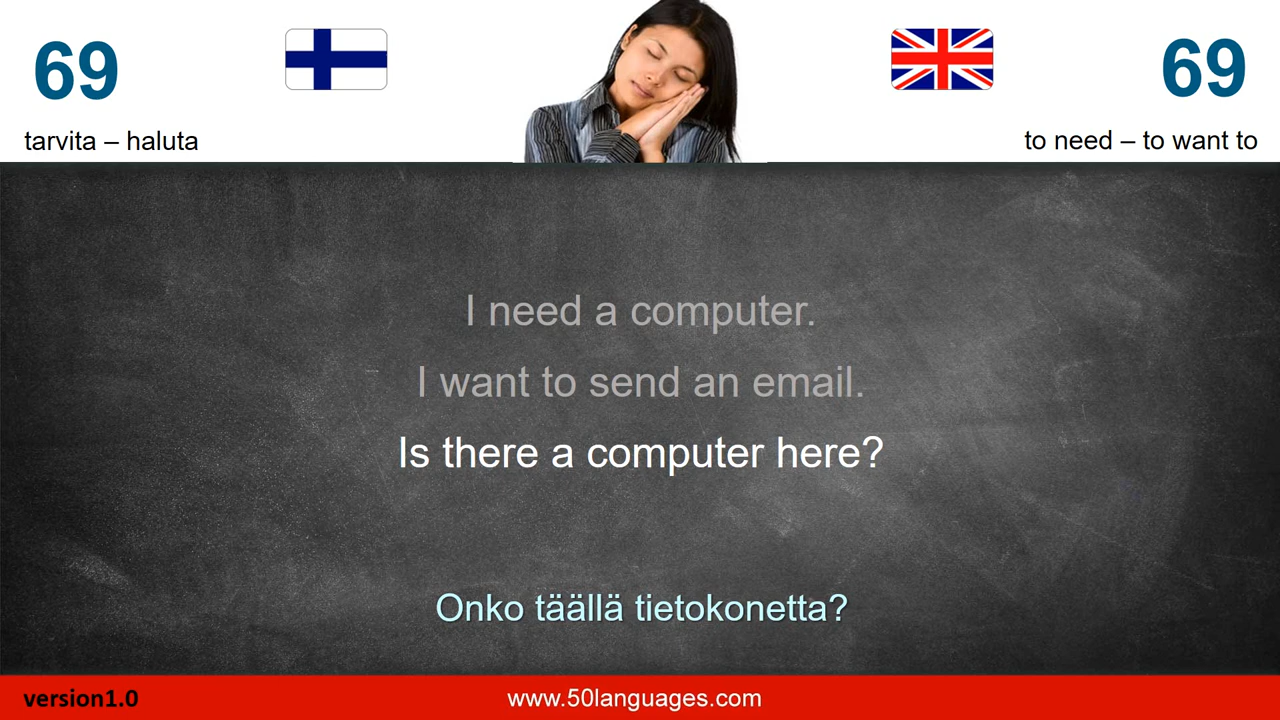 69
69
tarvita – haluta
to need – to want to
I need a computer.
I want to send an email.
Is there a computer here?
Onko täällä tietokonetta?
version1.0
www.50languages.com